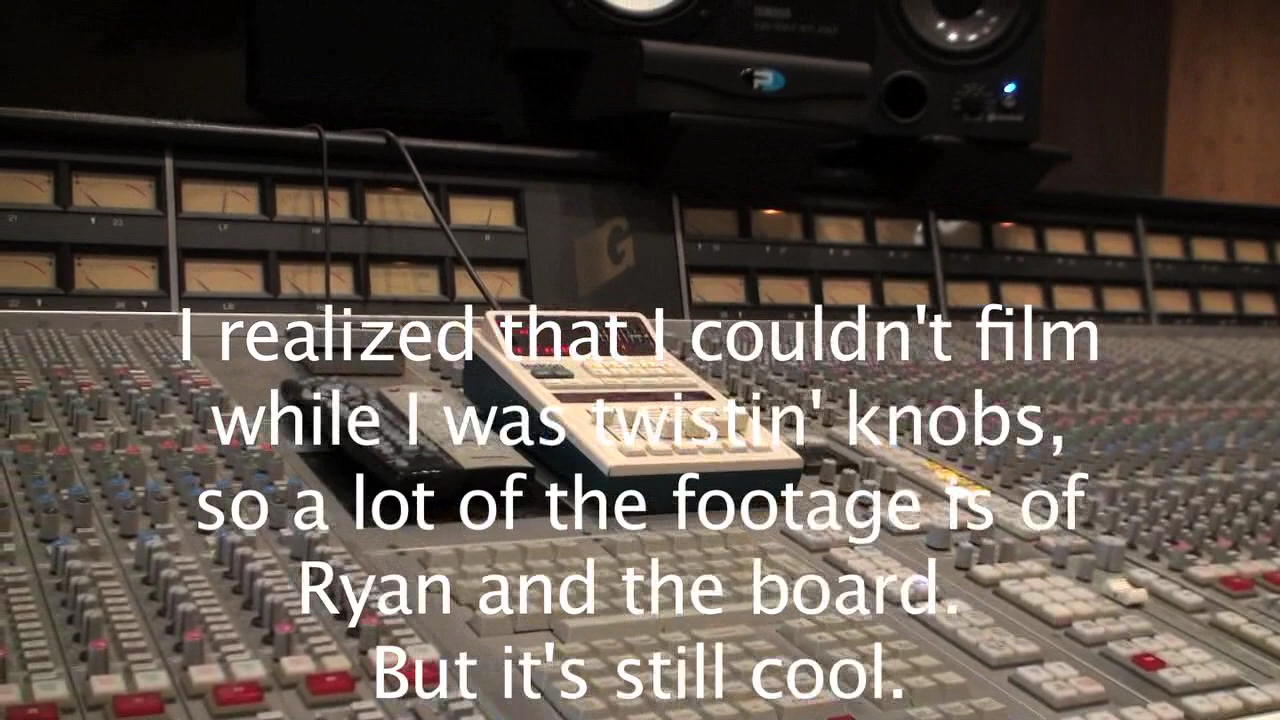 YAMAHA
G
I realized that I couldn't film
while I was twistin' knobs,
so a lot of the footage is of
Ryan and the board.
But it's still cool.